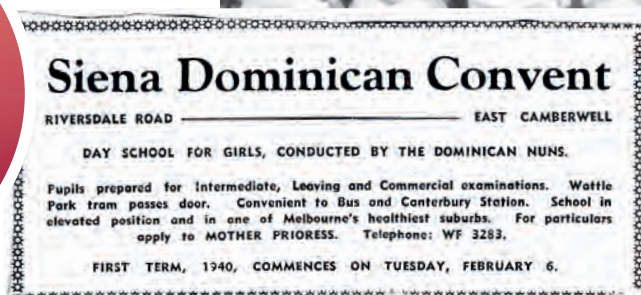 Siena Dominican Convent
RIVERSDALE ROAD EAST CAMBERWELL
DAY SCHOOL FOR GIRLS, CONDUCTED BY THE DOMINICAN NUNS.
Pupils prepared for Intermediate, Leaving and Commercial examinations. Wattle
Park tram passes door. Convenient to Bus and Canterbury Station. School in
elevated position and in one of Melbourne's healthiest suburbs. For particulars
apply to MOTHER PRIORESS. Telephone: WF 3283.
FIRST TERM, 1940, COMMENCES ON TUESDAY, FEBRUARY 6.